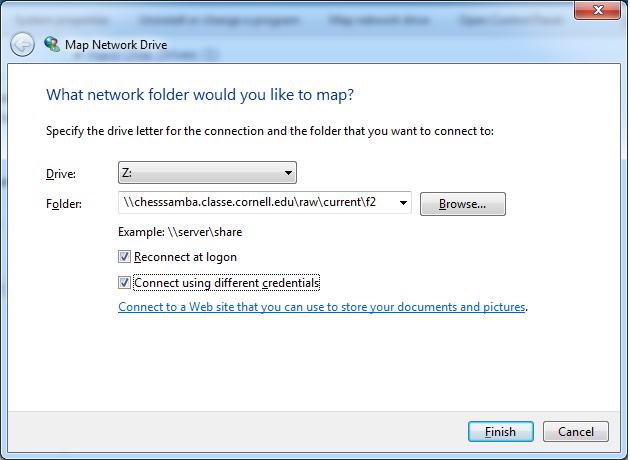 System properties Uninstall or change a program Map network drive Open Control Panel
Map Network Drive
What network folder would you like to map?
Specify the drive letter for the connection and the folder that you want to connect to:
Drive: Z:
Folder: \\chesssamba.classe.cornell.edu\raw\current\f2 Browse...
Example: \\server\share
Reconnect at logon
Connect using different credentials
Connect to a Web site that you can use to store your documents and pictures.
Finish Cancel